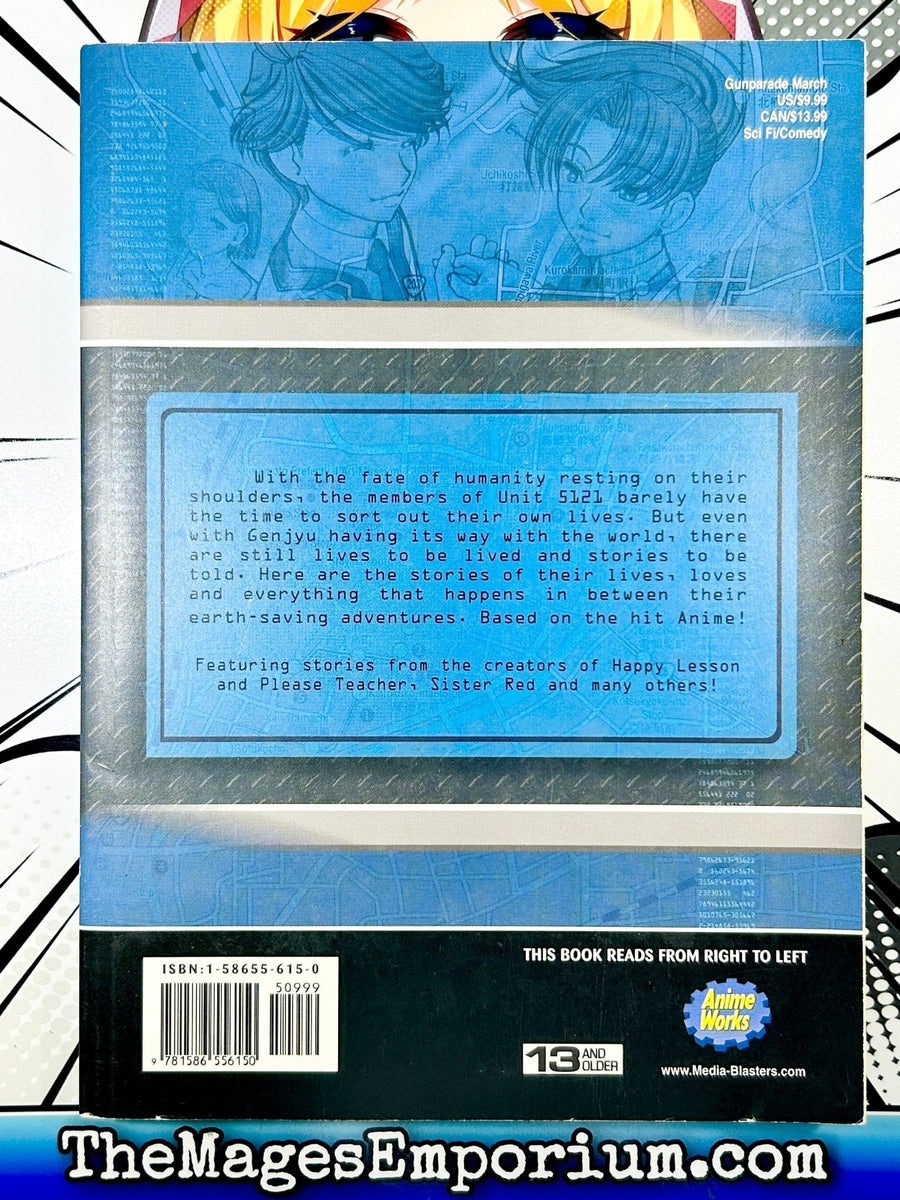 Gunparade March
US/$9.99
CAN/$13.99
Sci Fi/Comedy
Uchikoshi
Kurokamimachi Sta.
With the fate of humanity resting on their
shoulders, the members of Unit 5121 barely have
the time to sort out their own lives. But even
with Genjyu having its way with the world, there
are still lives to be lived and stories to be
told. Here are the stories of their lives, loves
and everything that happens in between their
earth-saving adventures. Based on the hit Anime!
Featuring stories from the creators of Happy Lesson
and Please Teacher, Sister Red and many others!
Kawaramachi
THIS BOOK READS FROM RIGHT TO LEFT
ISBN:1-58655-615-0
50999
9 781586 556150
Anime
Works
13 AND
OLDER
www.Media-Blasters.com
TheMagesEmporium.com